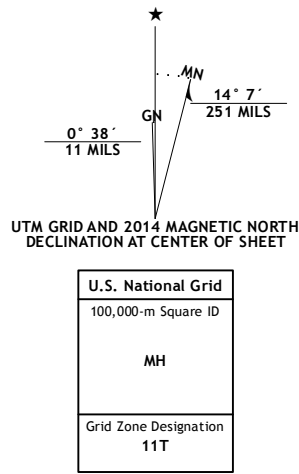 ★
MN
GN
14° 7´
251 MILS
0° 38´
11 MILS
UTM GRID AND 2014 MAGNETIC NORTH
DECLINATION AT CENTER OF SHEET
U.S. National Grid
100,000-m Square ID
MH
Grid Zone Designation
11T